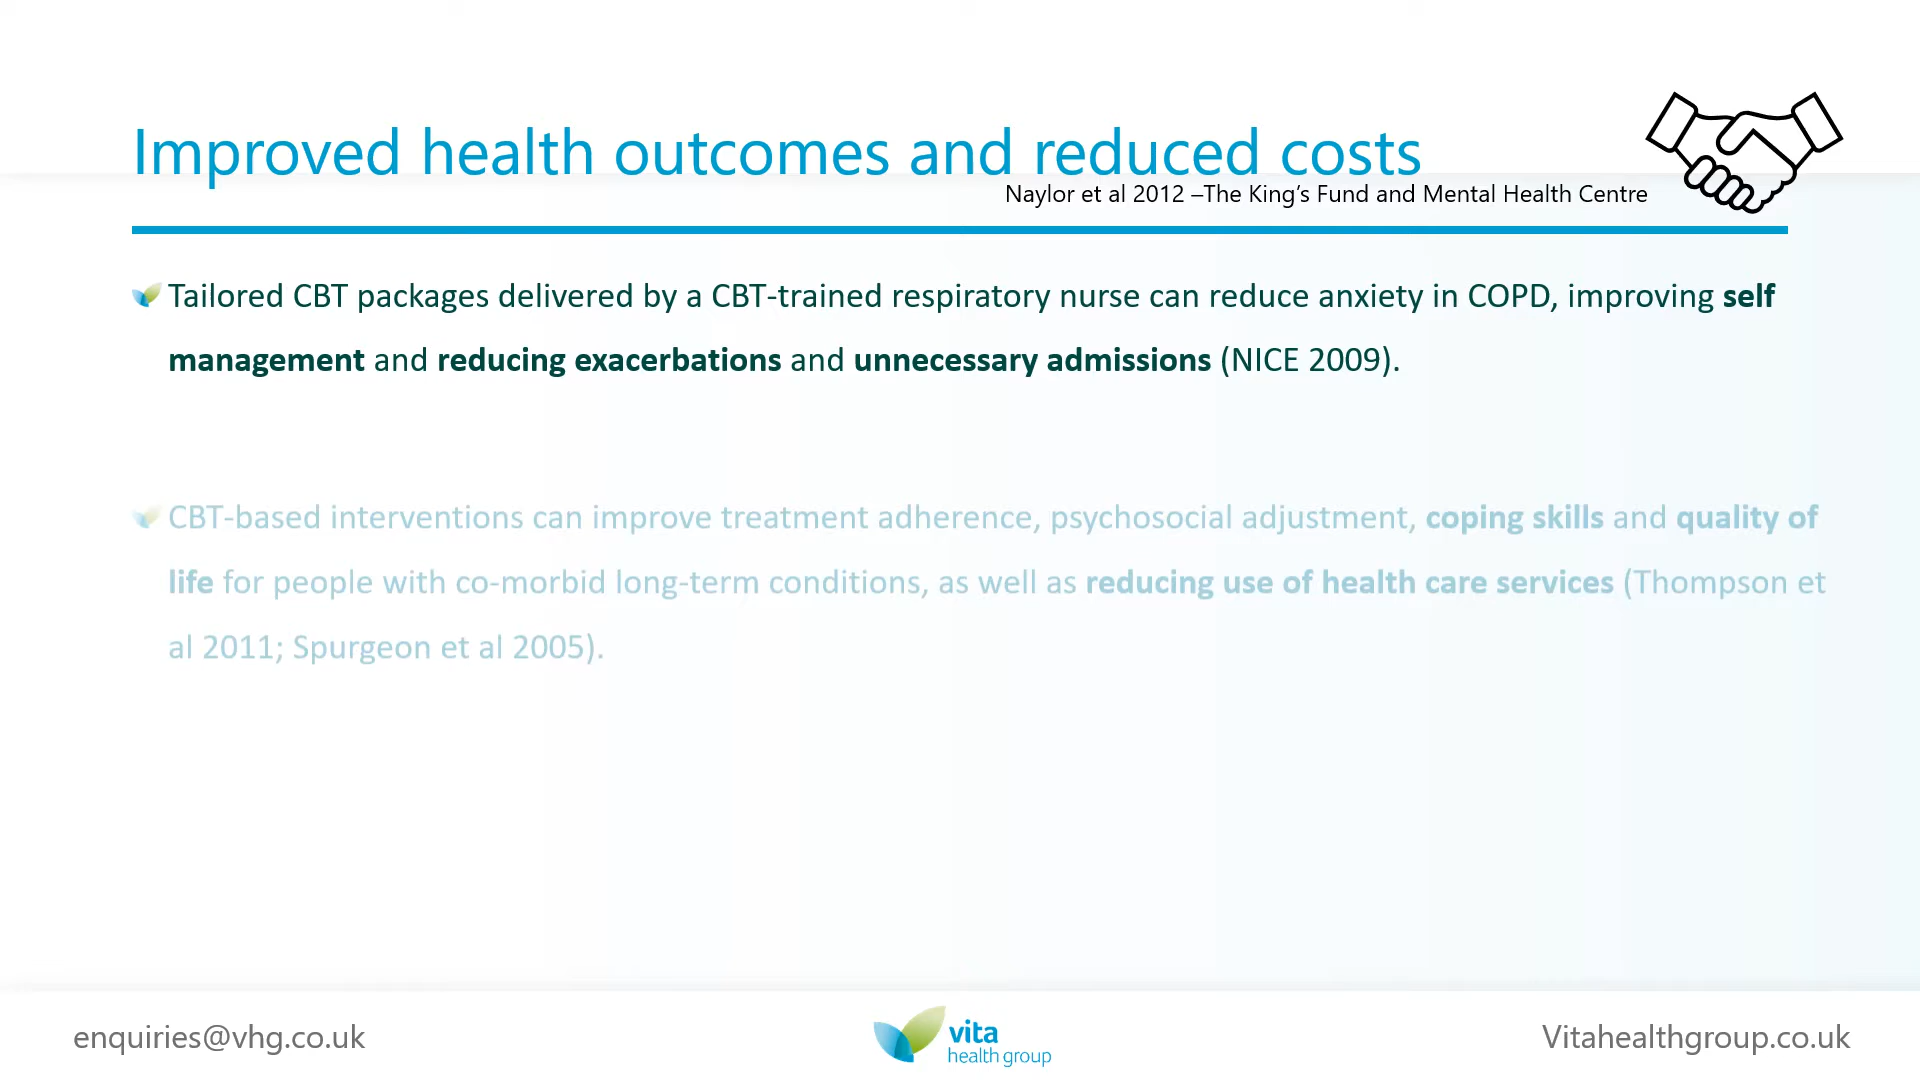 Improved health outcomes and reduced costs
Naylor et al 2012 –The King’s Fund and Mental Health Centre
Tailored CBT packages delivered by a CBT-trained respiratory nurse can reduce anxiety in COPD, improving self
management and reducing exacerbations and unnecessary admissions (NICE 2009).
CBT-based interventions can improve treatment adherence, psychosocial adjustment, coping skills and quality of
life for people with co-morbid long-term conditions, as well as reducing use of health care services (Thompson et
al 2011; Spurgeon et al 2005).
enquiries@vhg.co.uk
vita
health group
Vitahealthgroup.co.uk